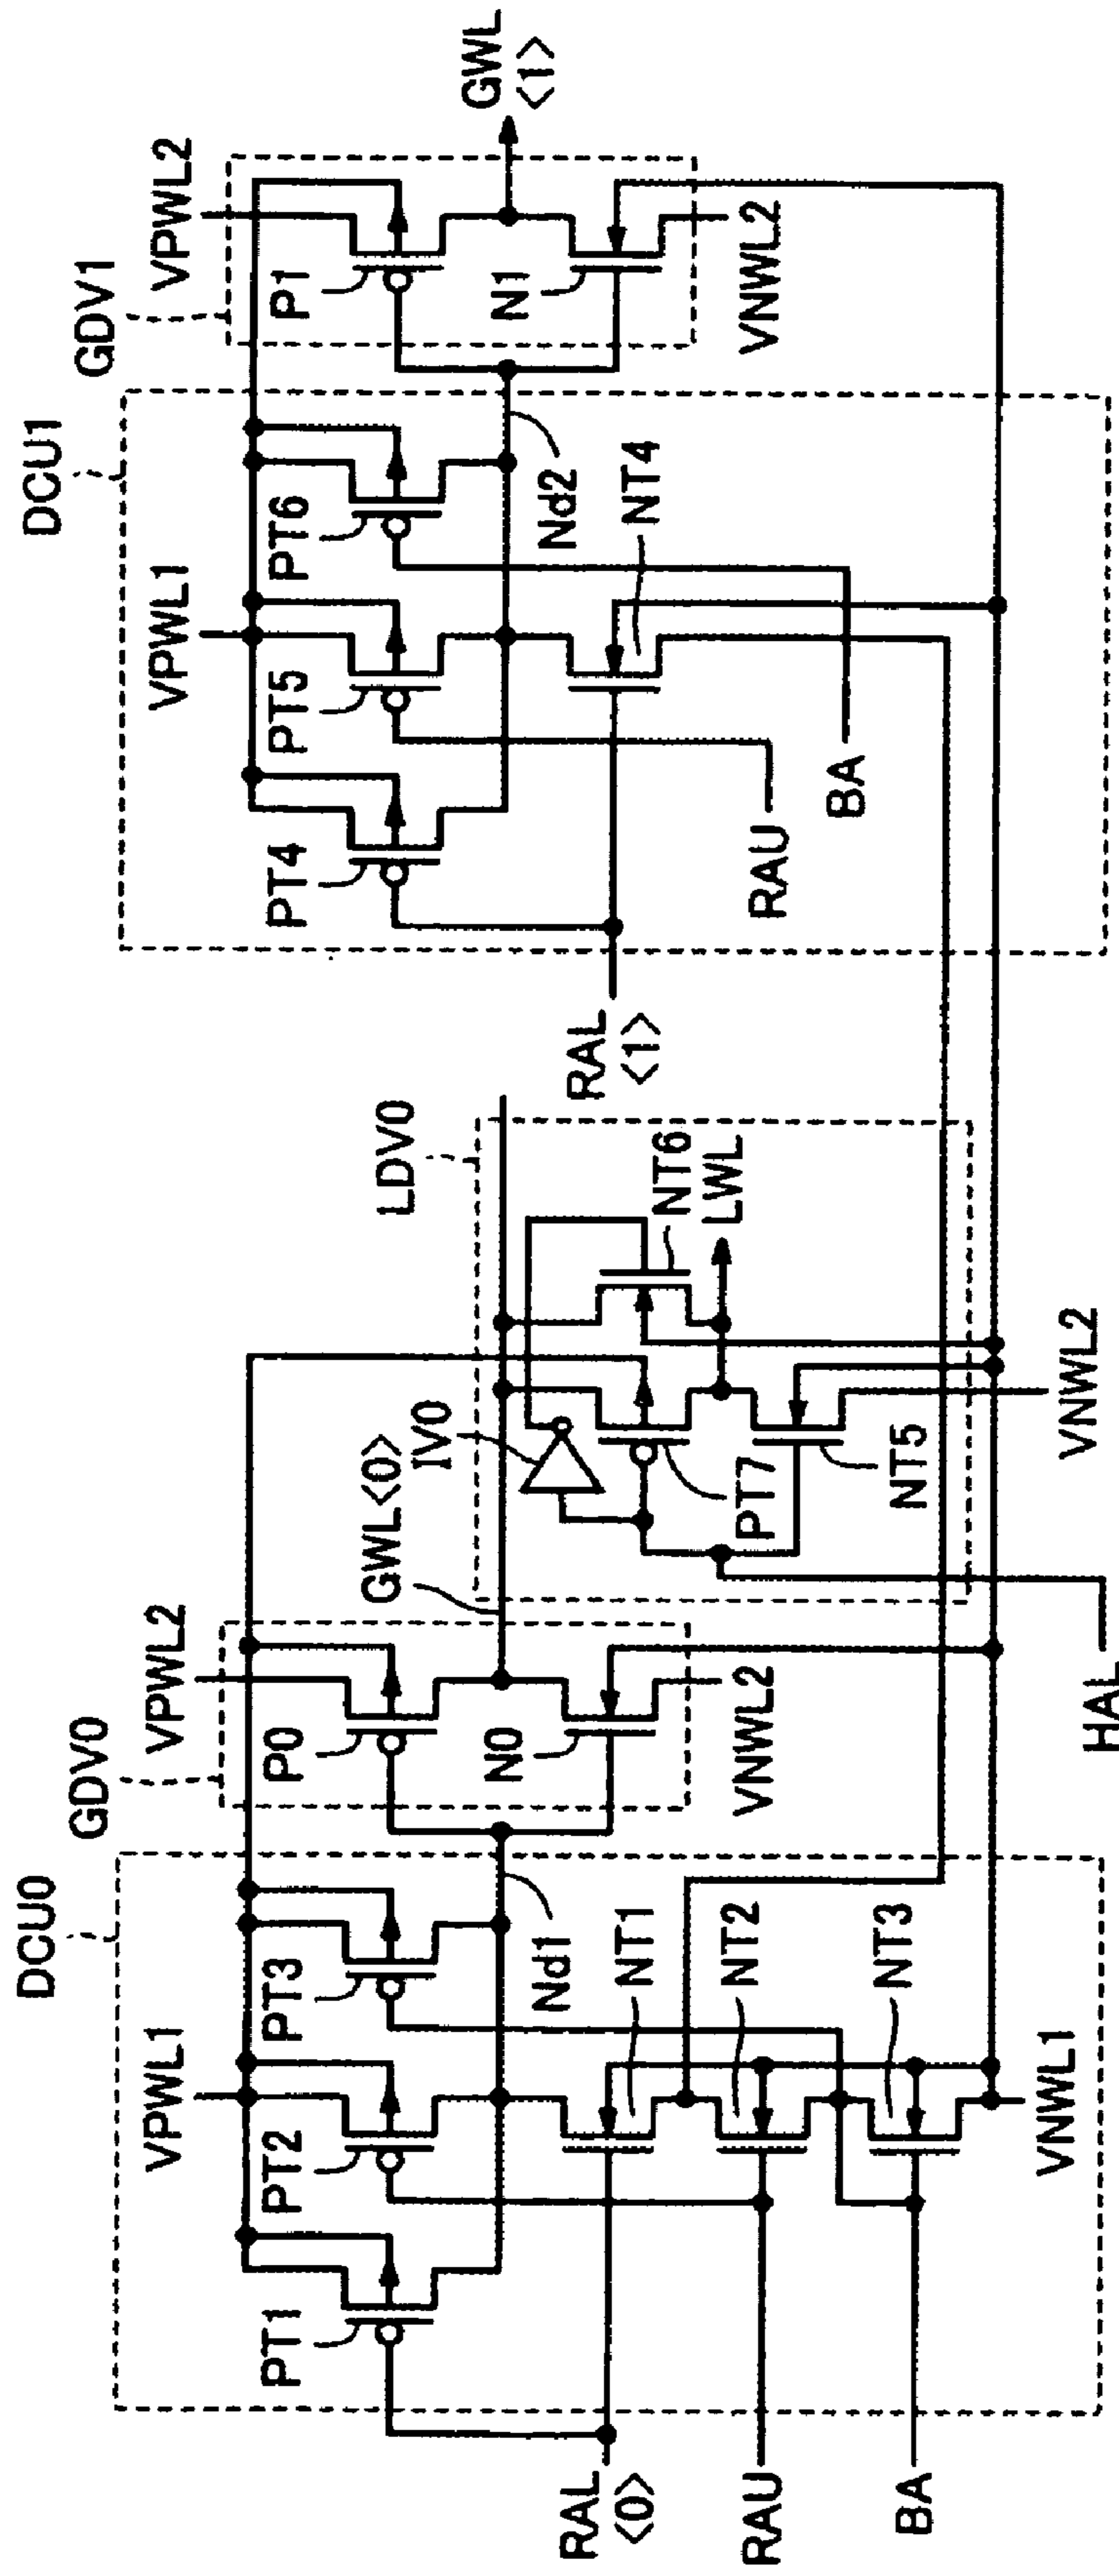 DCU0
GDV0
DCU1
GDV1
VPWL1
VPWL2
VPWL1
VPWL2
PT1
PT2
PT3
P0
GWL<0>
IV0
LDV0
PT4
PT5
PT6
P1
GWL
<1>
Nd1
N0
Nd2
N1
RAL
<0>
NT1
VNWL2
PT7
NT6
LWL
RAL
<1>
NT4
VNWL2
RAU
NT2
NT5
RAU
BA
NT3
BA
VNWL1
HAL
VNWL2